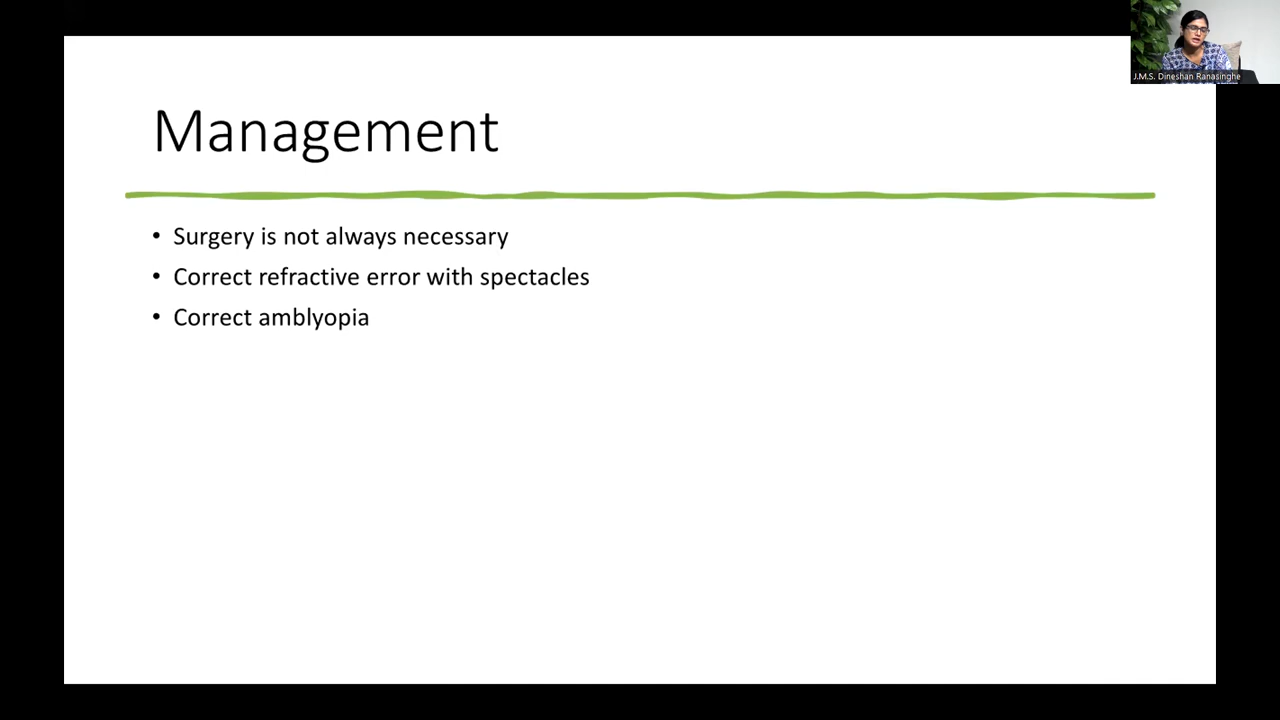 J.M.S. Dineshan Ranasinghe
Management
• Surgery is not always necessary
• Correct refractive error with spectacles
• Correct amblyopia